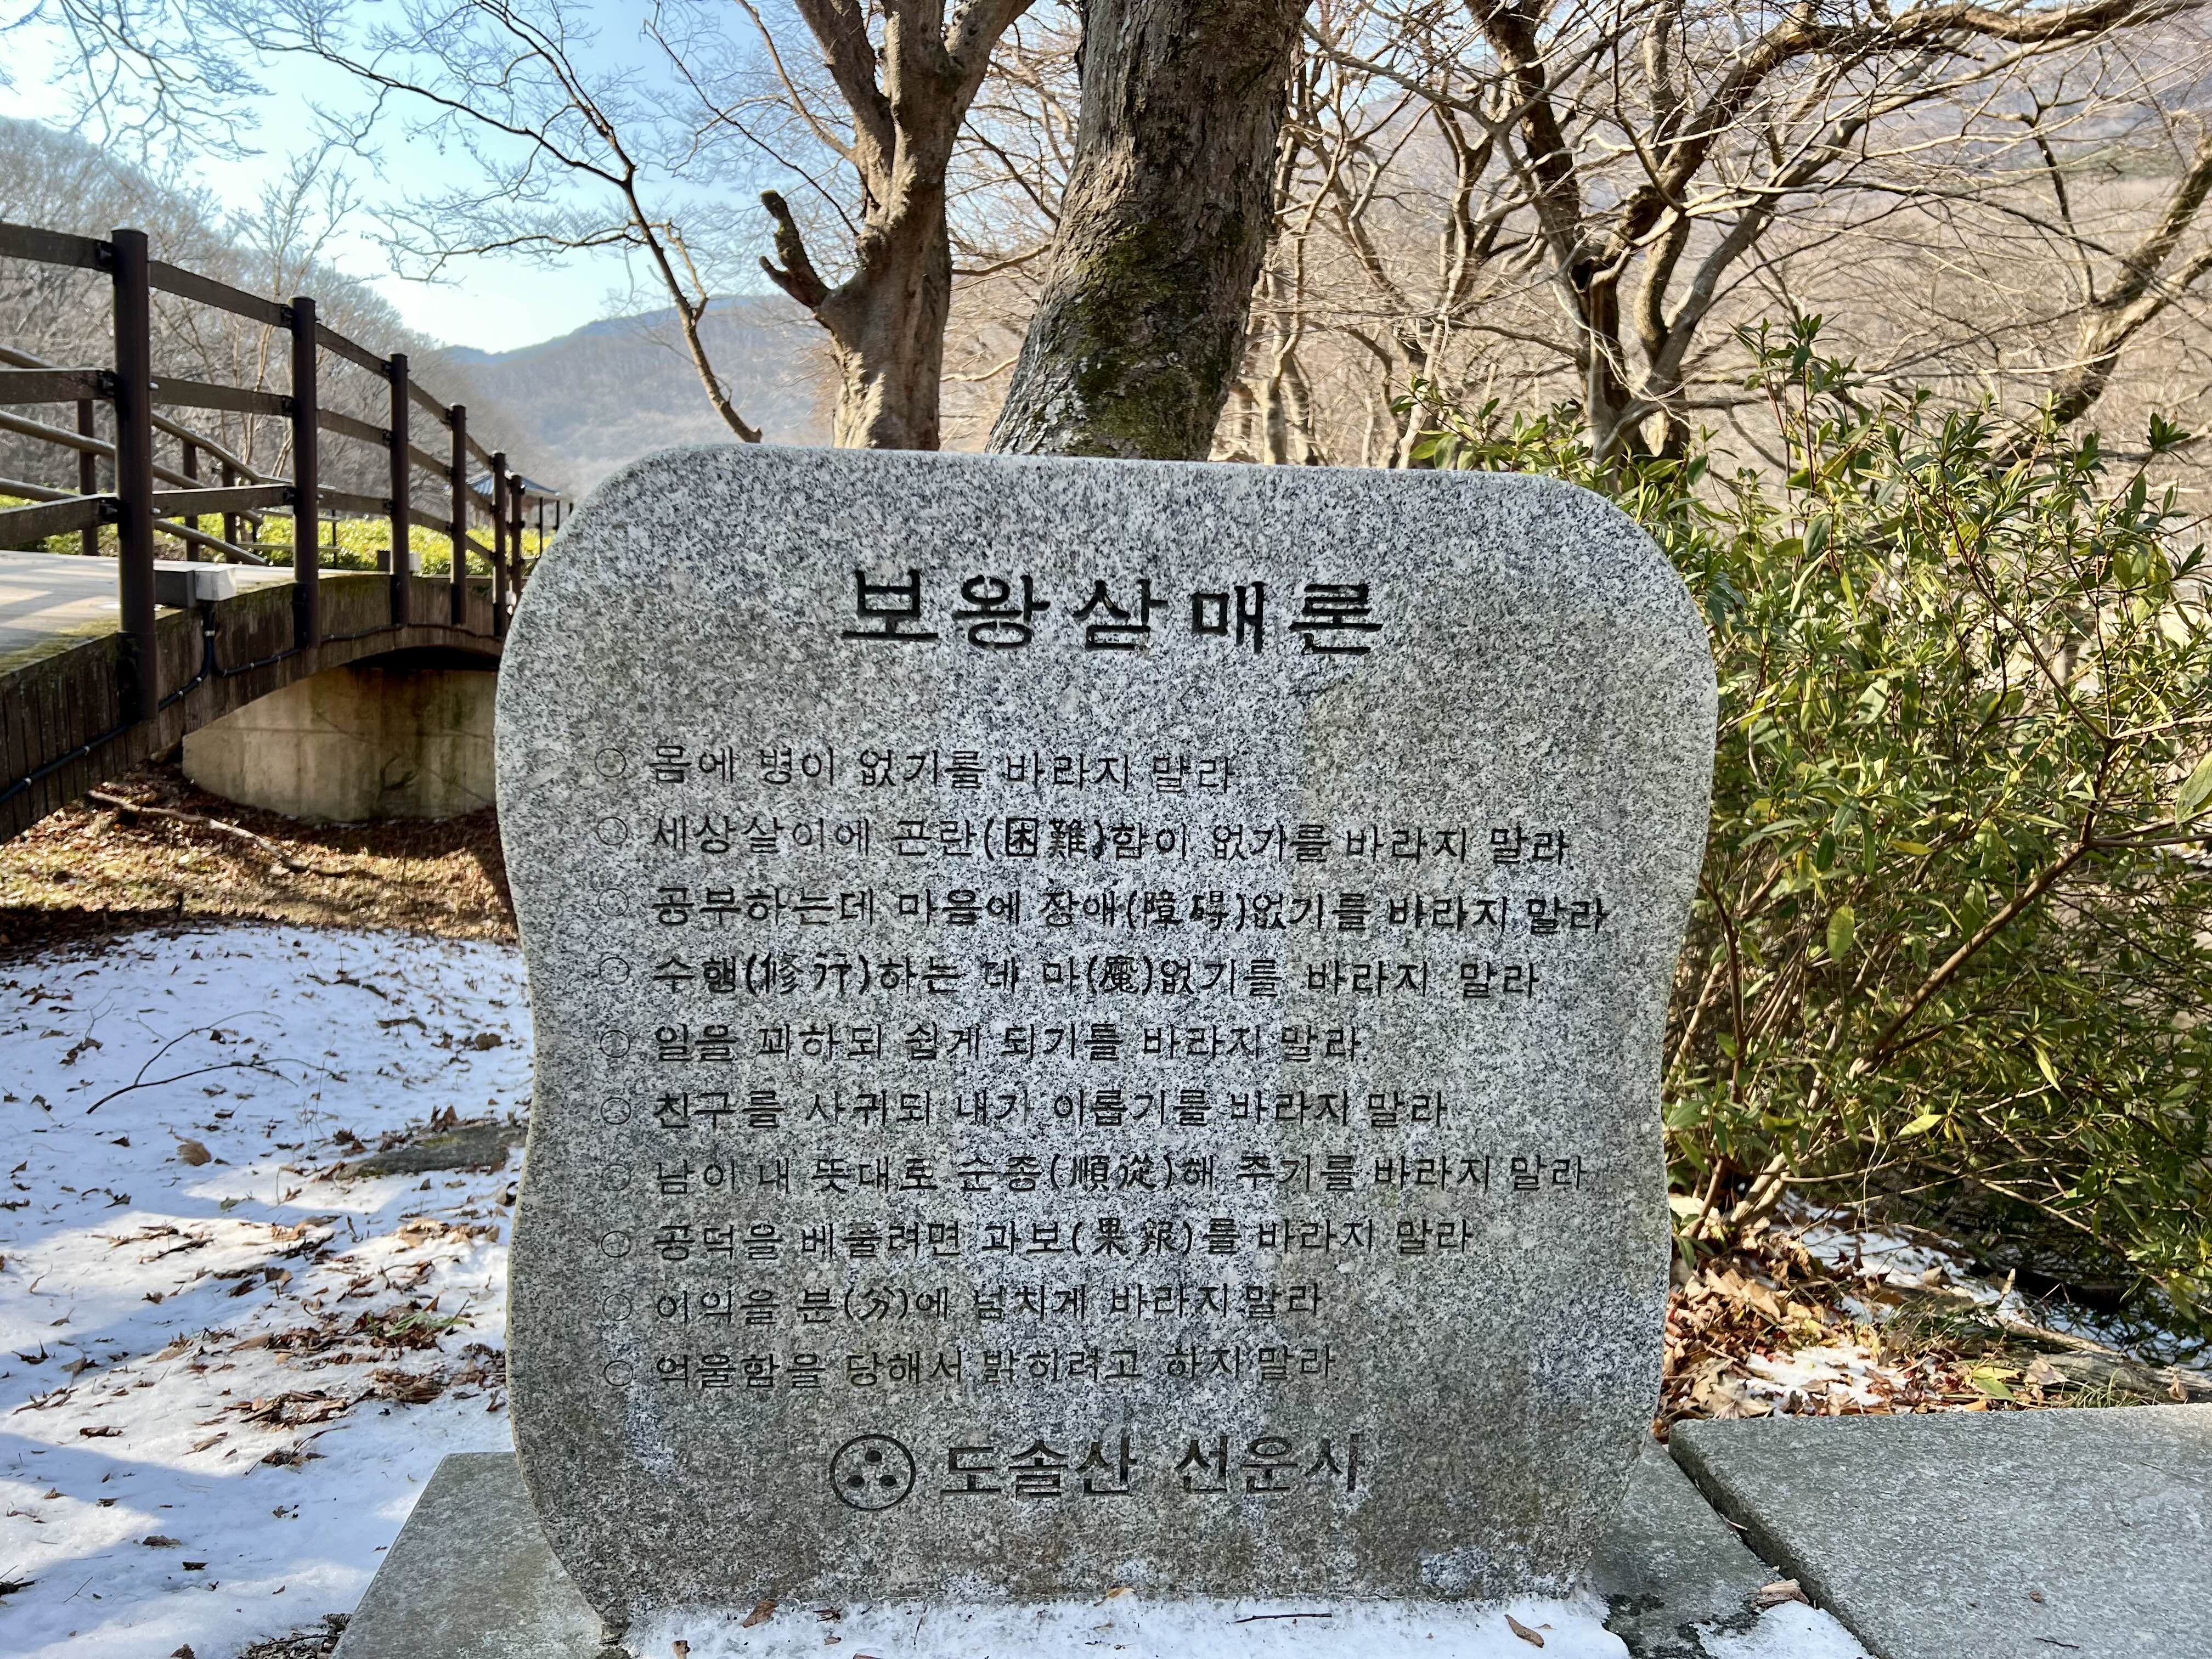 보왕삼매론
○ 몸에 병이 없기를 바라지 말라
○ 세상살이에 곤란(困難)함이 없기를 바라지 말라
○ 공부하는데 마음에 장애(障碍)없기를 바라지 말라
○ 수행(修行)하는 데 마(魔)없기를 바라지 말라
○ 일을 꾀하되 쉽게 되기를 바라지 말라
○ 친구를 사귀되 내가 이롭기를 바라지 말라
○ 남이 내 뜻대로 순종(順從)해 주기를 바라지 말라
○ 공덕을 베풀려면 과보(果報)를 바라지 말라
○ 이익을 분(分)에 넘치게 바라지 말라
○ 억울함을 당해서 밝히려고 하지 말라
도솔산 선운사